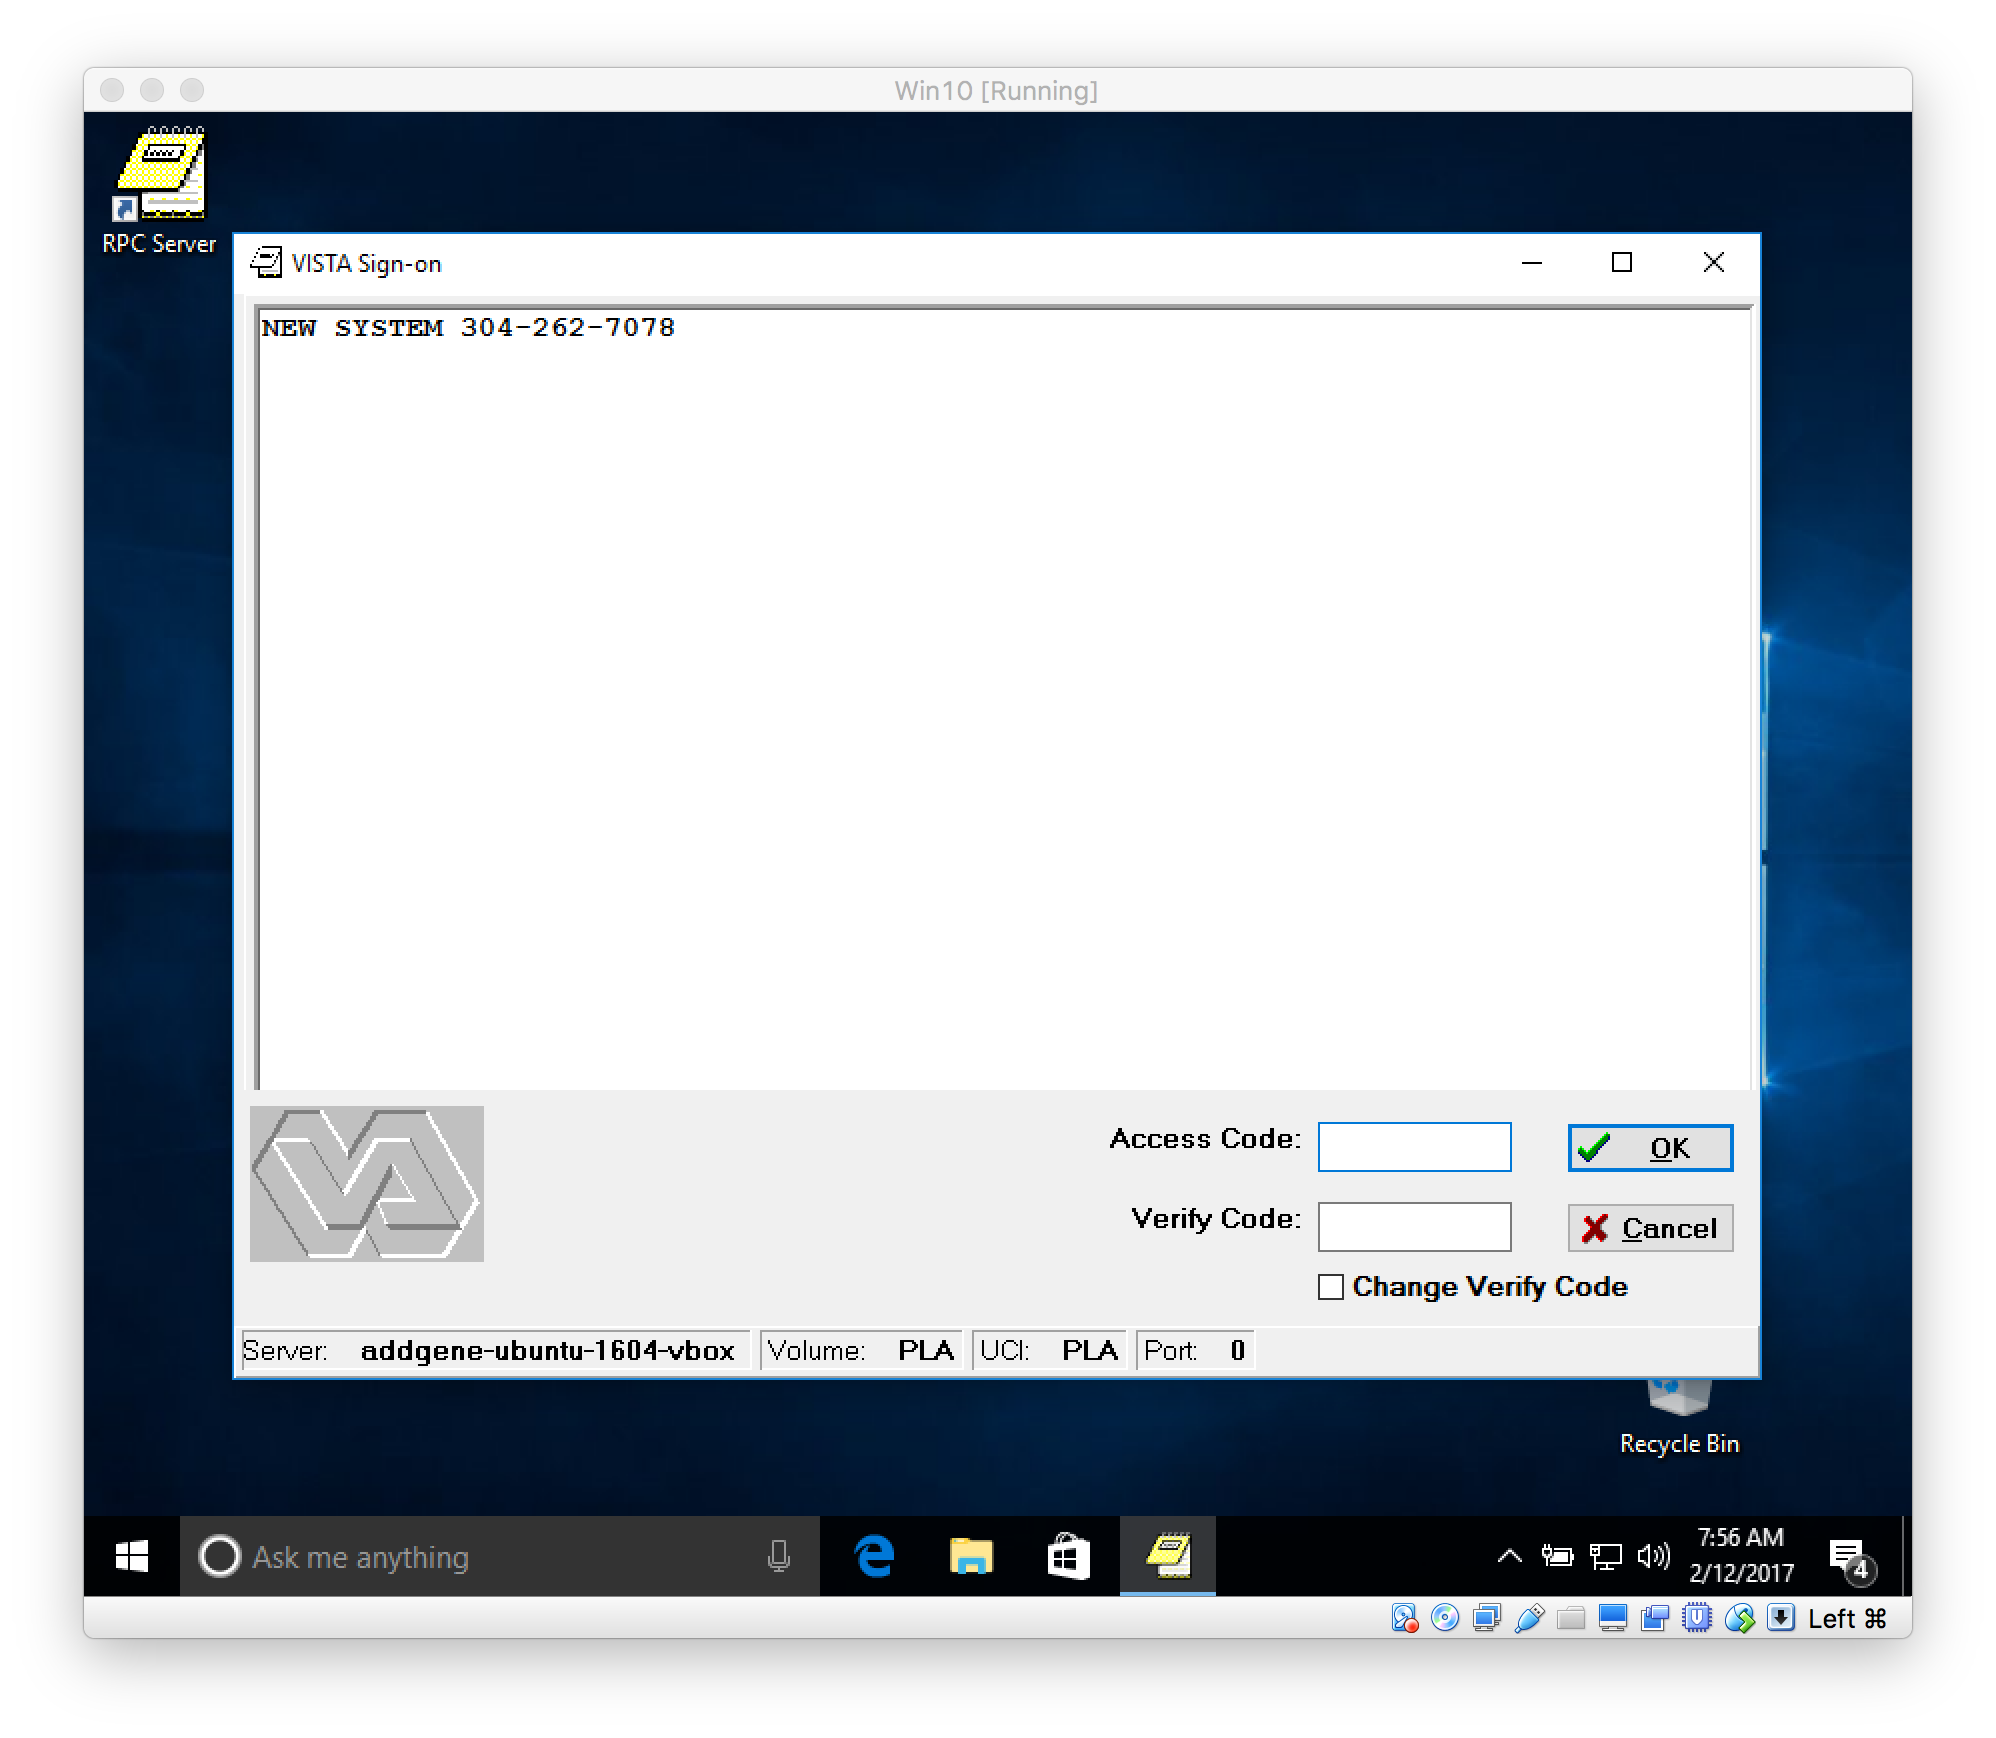 Win10 [Running]
RPC Server
VISTA Sign-on
NEW SYSTEM 304-262-7078
Access Code:
OK
Verify Code:
Cancel
Change Verify Code
Server: addgene-ubuntu-1604-vbox Volume: PLA UCI: PLA Port: 0
Recycle Bin
Ask me anything
7:56 AM
2/12/2017
4
Left ⌘